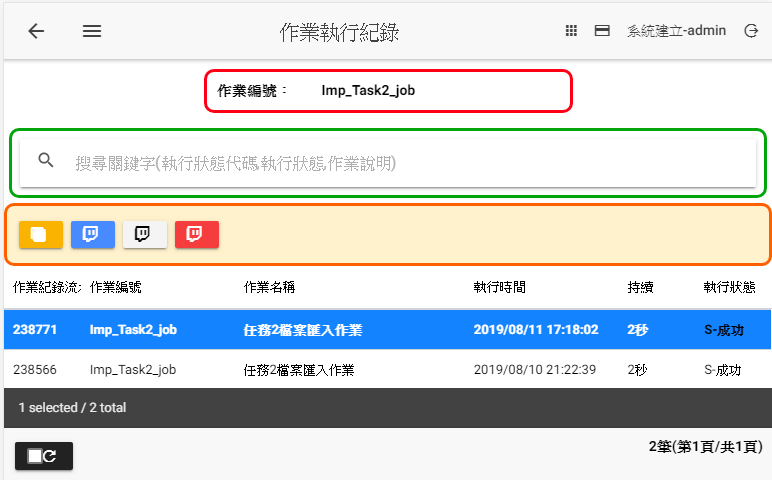 作業執行紀錄 系統建立-admin
作業編號： Imp_Task2_job
搜尋關鍵字(執行狀態代碼,執行狀態,作業說明)
作業紀錄流 作業編號 作業名稱 執行時間 持續 執行狀態
238771 Imp_Task2_job 任務2檔案匯入作業 2019/08/11 17:18:02 2秒 S-成功
238566 Imp_Task2_job 任務2檔案匯入作業 2019/08/10 21:22:39 2秒 S-成功
1 selected / 2 total
2筆(第1頁/共1頁)